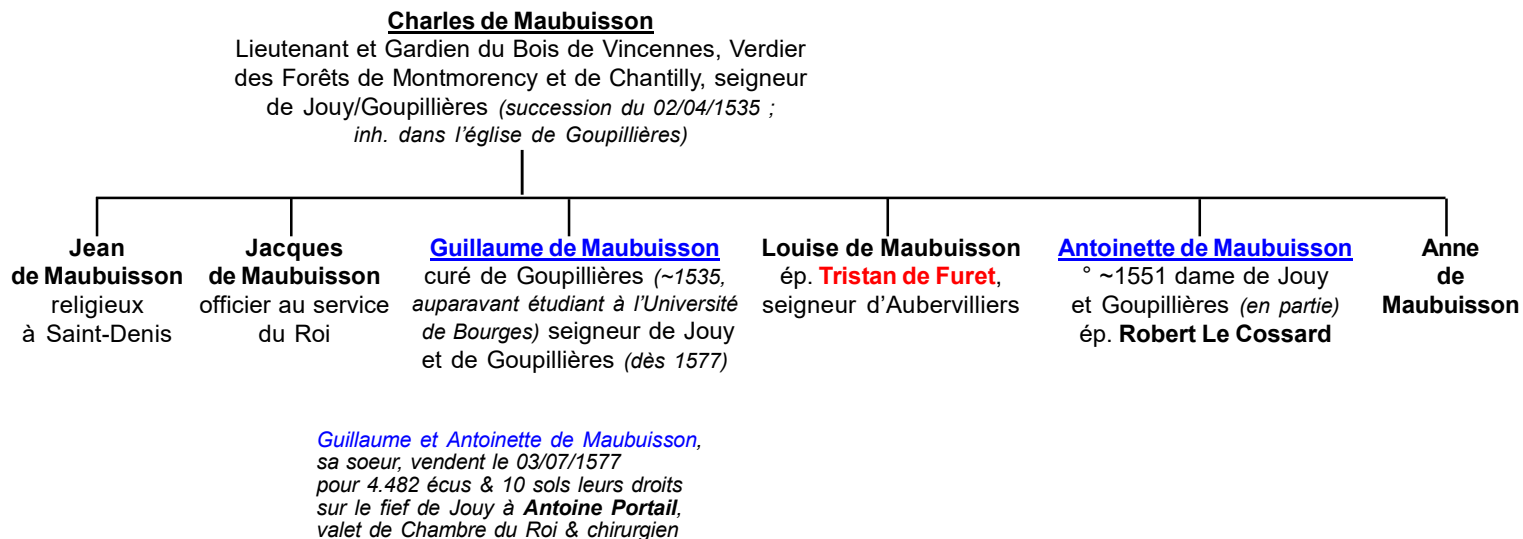 Charles de Maubuisson
Lieutenant et Gardien du Bois de Vincennes, Verdier
des Forêts de Montmorency et de Chantilly, seigneur
de Jouy/Goupillières (succession du 02/04/1535 ;
inh. dans l’église de Goupillières)
Jean
de Maubuisson
religieux
à Saint-Denis
Jacques
de Maubuisson
officier au service
du Roi
Guillaume de Maubuisson
curé de Goupillières (~1535,
auparavant étudiant à l’Université
de Bourges) seigneur de Jouy
et de Goupillières (dès 1577)
Louise de Maubuisson
ép. Tristan de Furet,
seigneur d’Aubervilliers
Antoinette de Maubuisson
° ~1551 dame de Jouy
et Goupillières (en partie)
ép. Robert Le Cossard
Anne
de
Maubuisson
Guillaume et Antoinette de Maubuisson,
sa soeur, vendent le 03/07/1577
pour 4.482 écus & 10 sols leurs droits
sur le fief de Jouy à Antoine Portail,
valet de Chambre du Roi & chirurgien